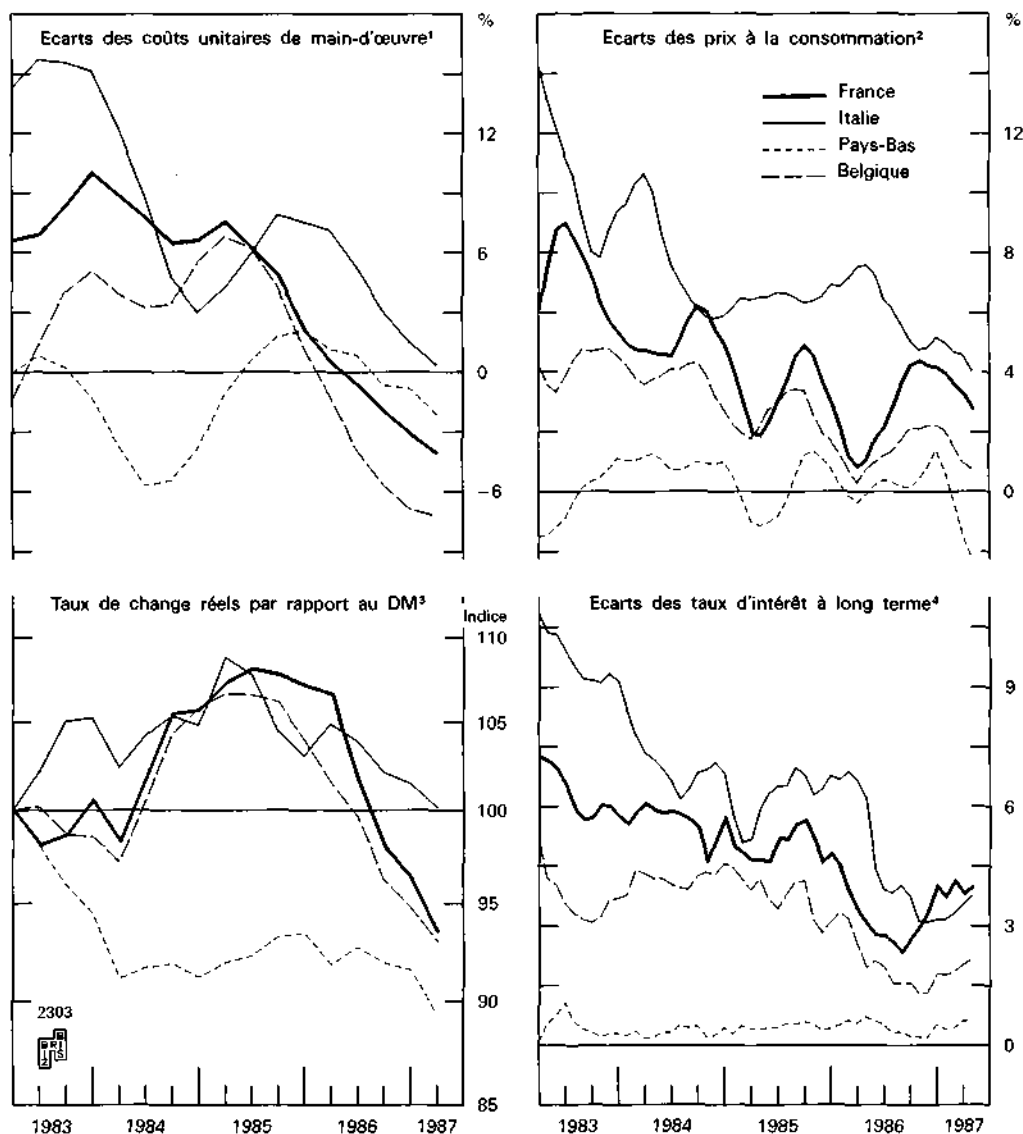 %
Ecarts des coûts unitaires de main-d'œuvre¹
12
6
0
−6
%
Ecarts des prix à la consommation²
France
Italie
Pays-Bas
Belgique
12
8
4
0
Taux de change réels par rapport au DM³
Indice
110
105
100
95
90
85
2303
BRI
BIZ
BIS
1983 1984 1985 1986 1987
Ecarts des taux d'intérêt à long terme⁴
9
6
3
0
1983 1984 1985 1986 1987